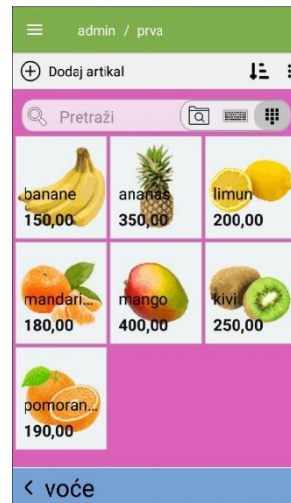 admin / prva
Dodaj artikal
Pretraži
banane
150,00
ananas
350,00
limun
200,00
mandari...
180,00
mango
400,00
kivi
250,00
pomoran...
190,00
< voće